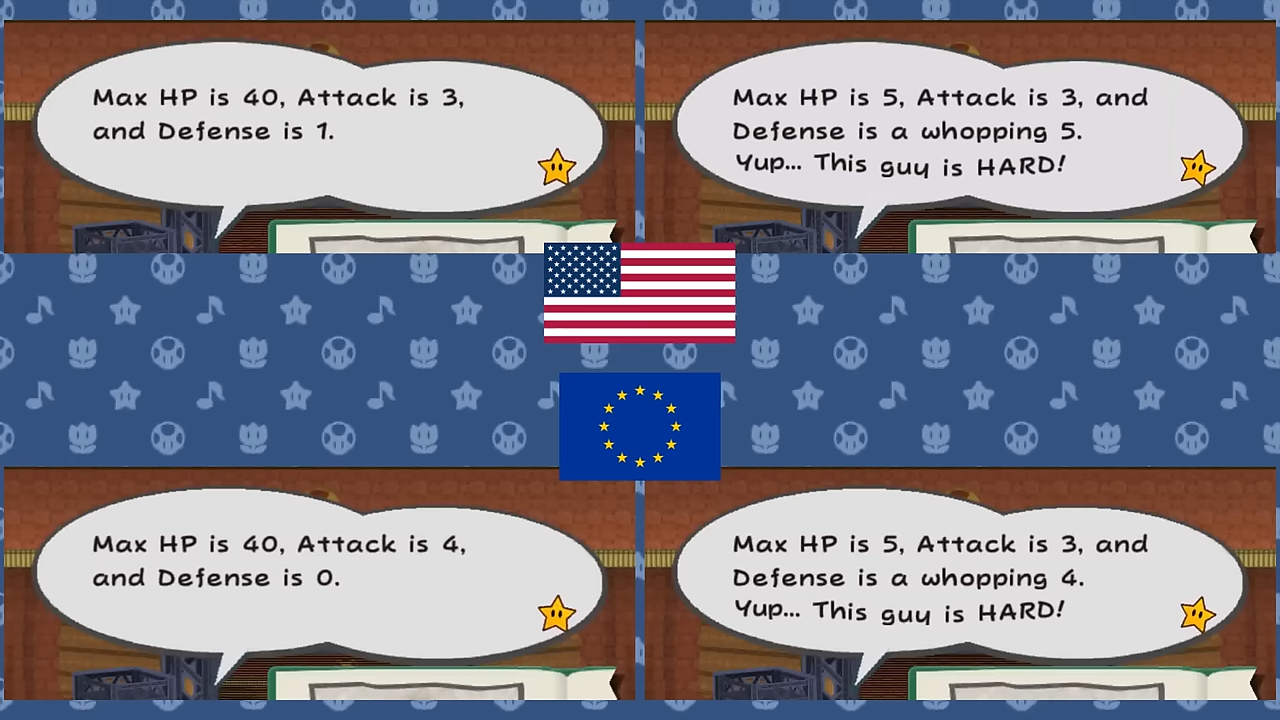 Max HP is 40, Attack is 3,
and Defense is 1.
Max HP is 5, Attack is 3, and
Defense is a whopping 5.
Yup... This guy is HARD!
Max HP is 40, Attack is 4,
and Defense is 0.
Max HP is 5, Attack is 3, and
Defense is a whopping 4.
Yup... This guy is HARD!